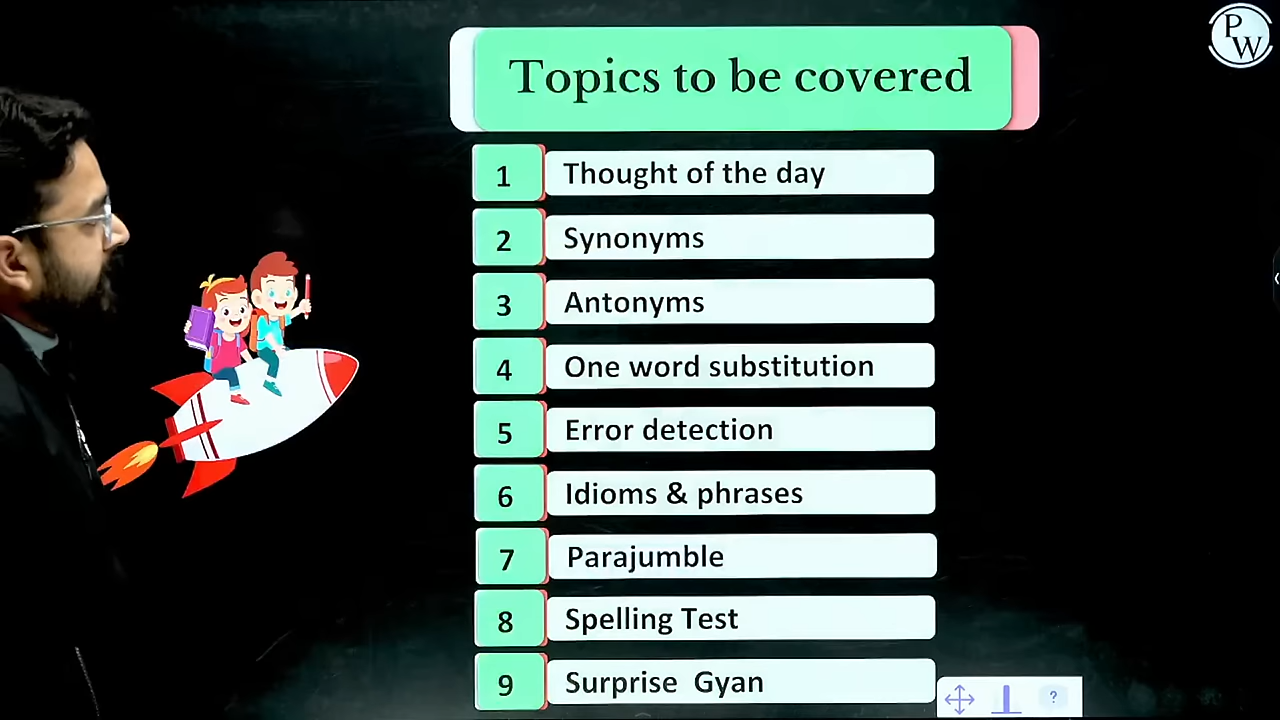 PW
Topics to be covered
1 Thought of the day
2 Synonyms
3 Antonyms
4 One word substitution
5 Error detection
6 Idioms & phrases
7 Parajumble
8 Spelling Test
9 Surprise Gyan
?